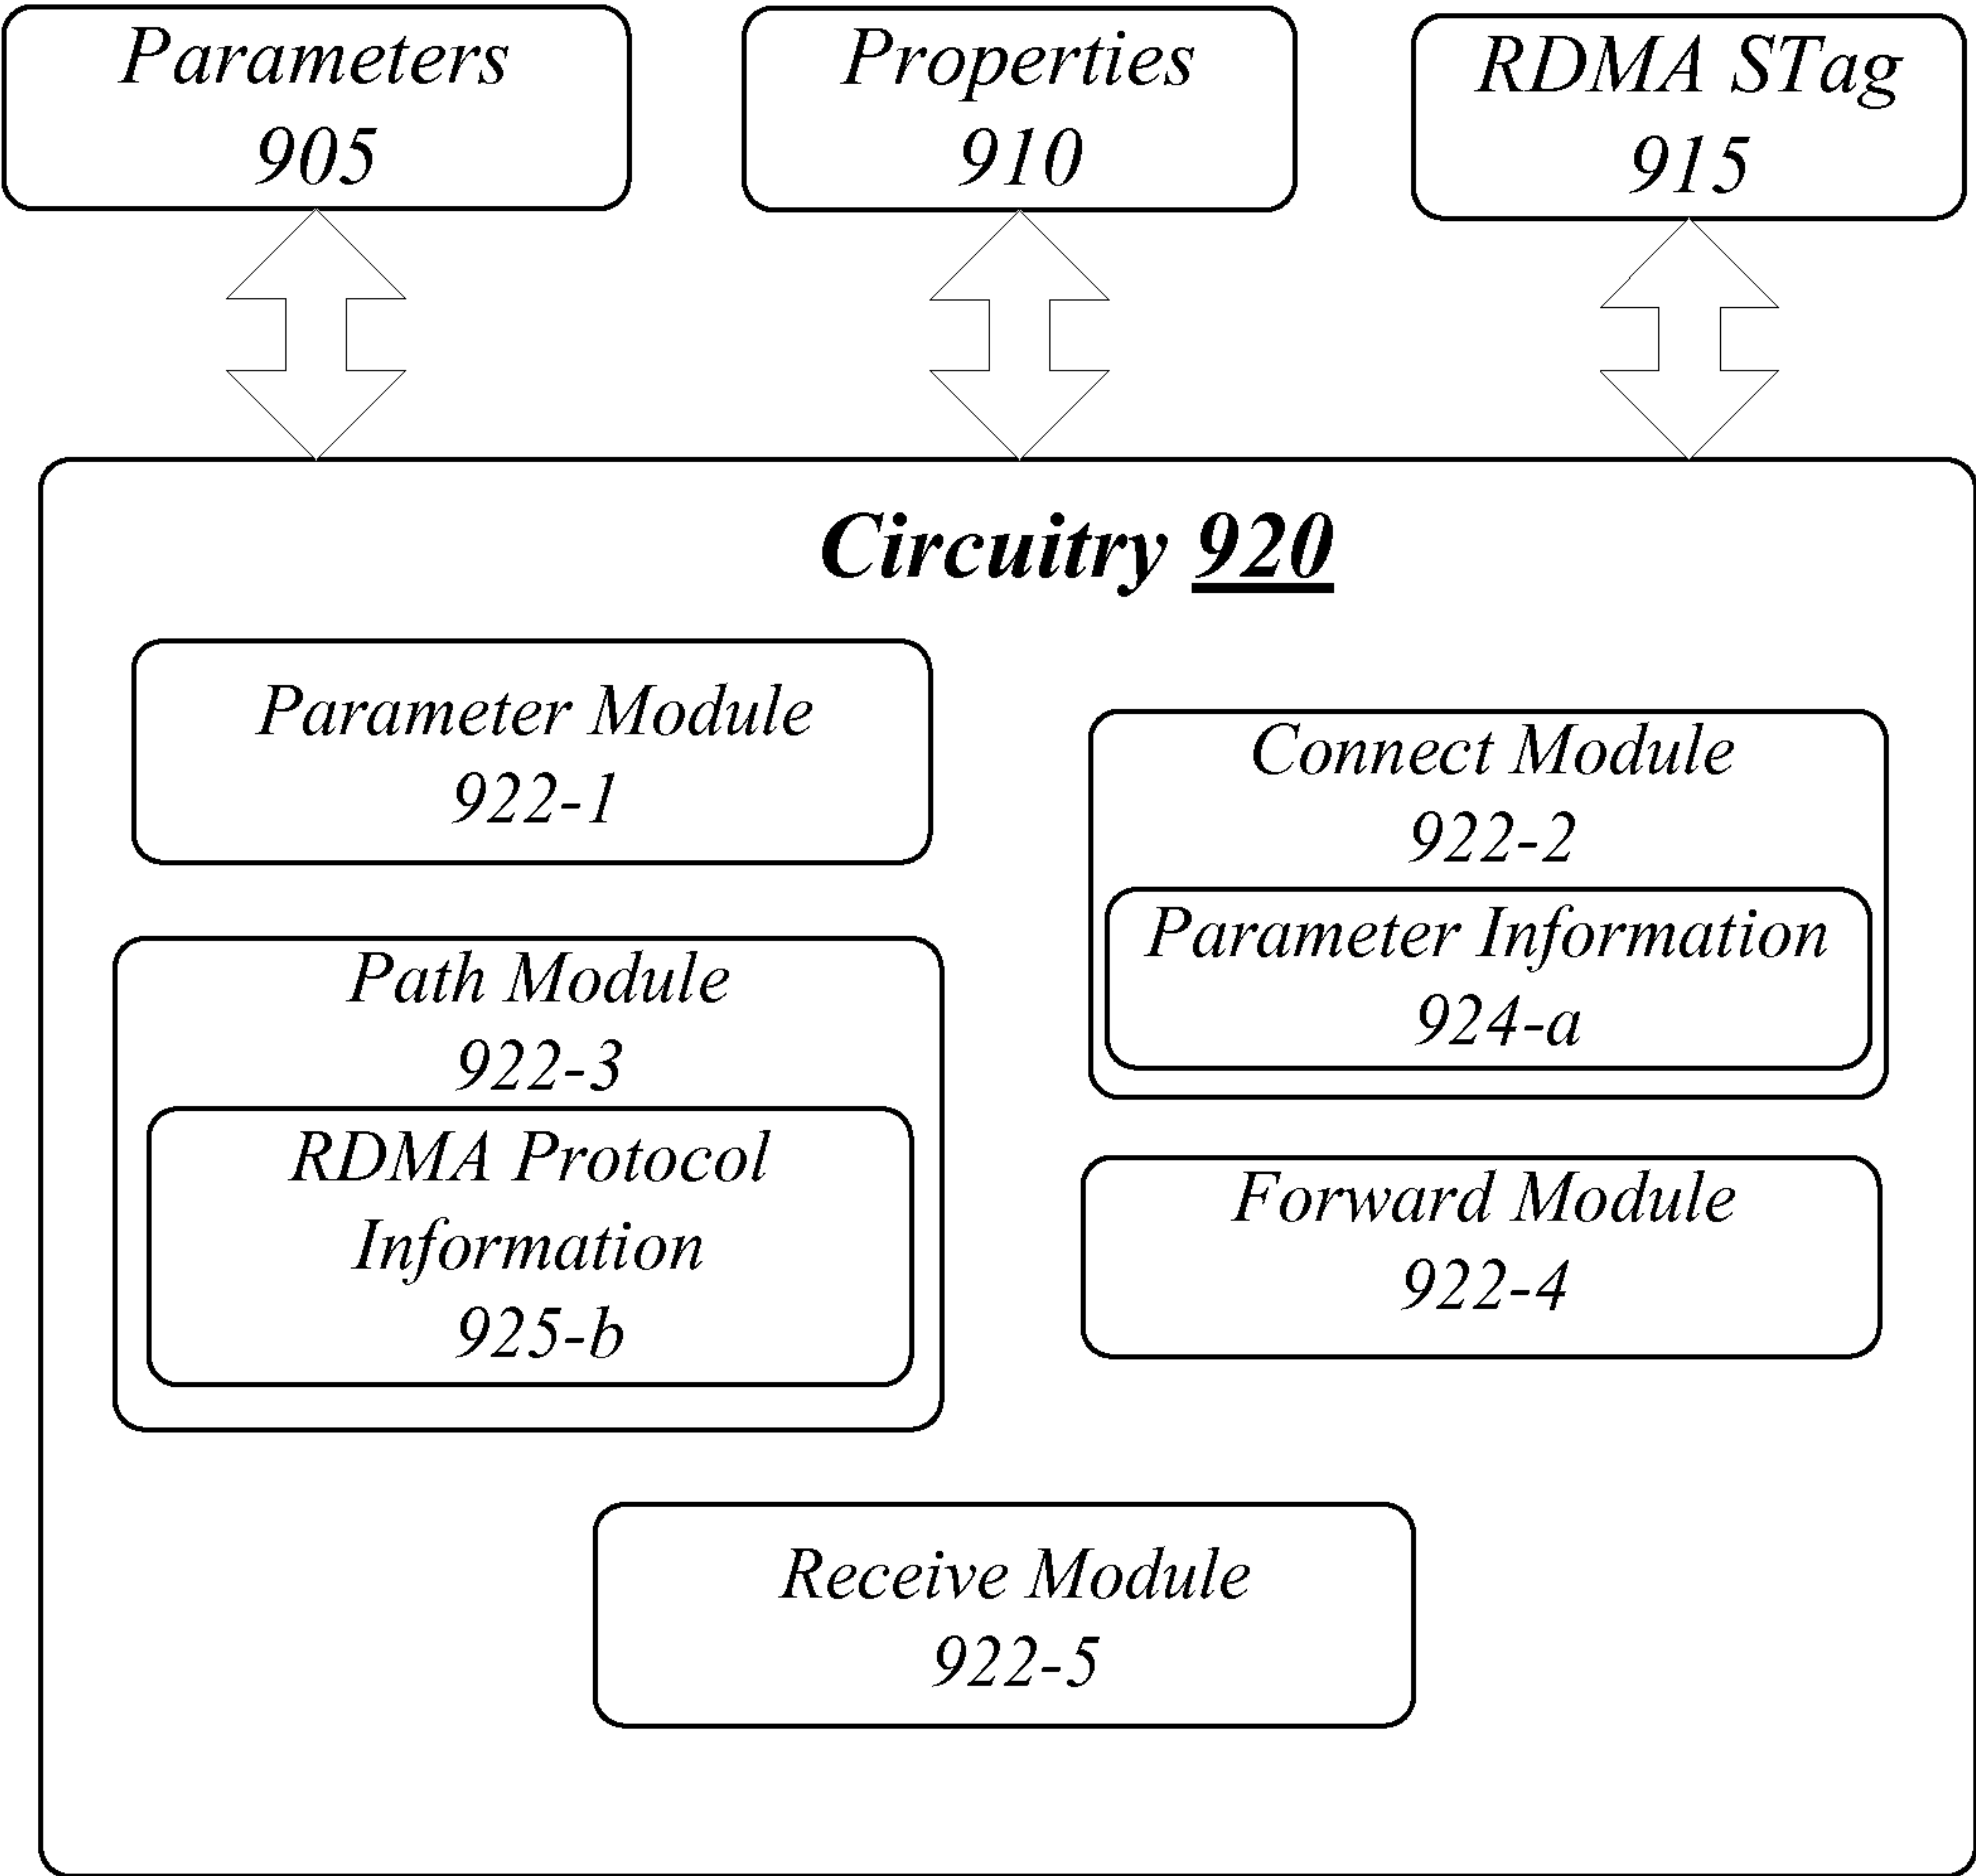 Parameters
905
Properties
910
RDMA STag
915
Circuitry 920
Parameter Module
922-1
Connect Module
922-2
Parameter Information
924-a
Path Module
922-3
RDMA Protocol
Information
925-b
Forward Module
922-4
Receive Module
922-5